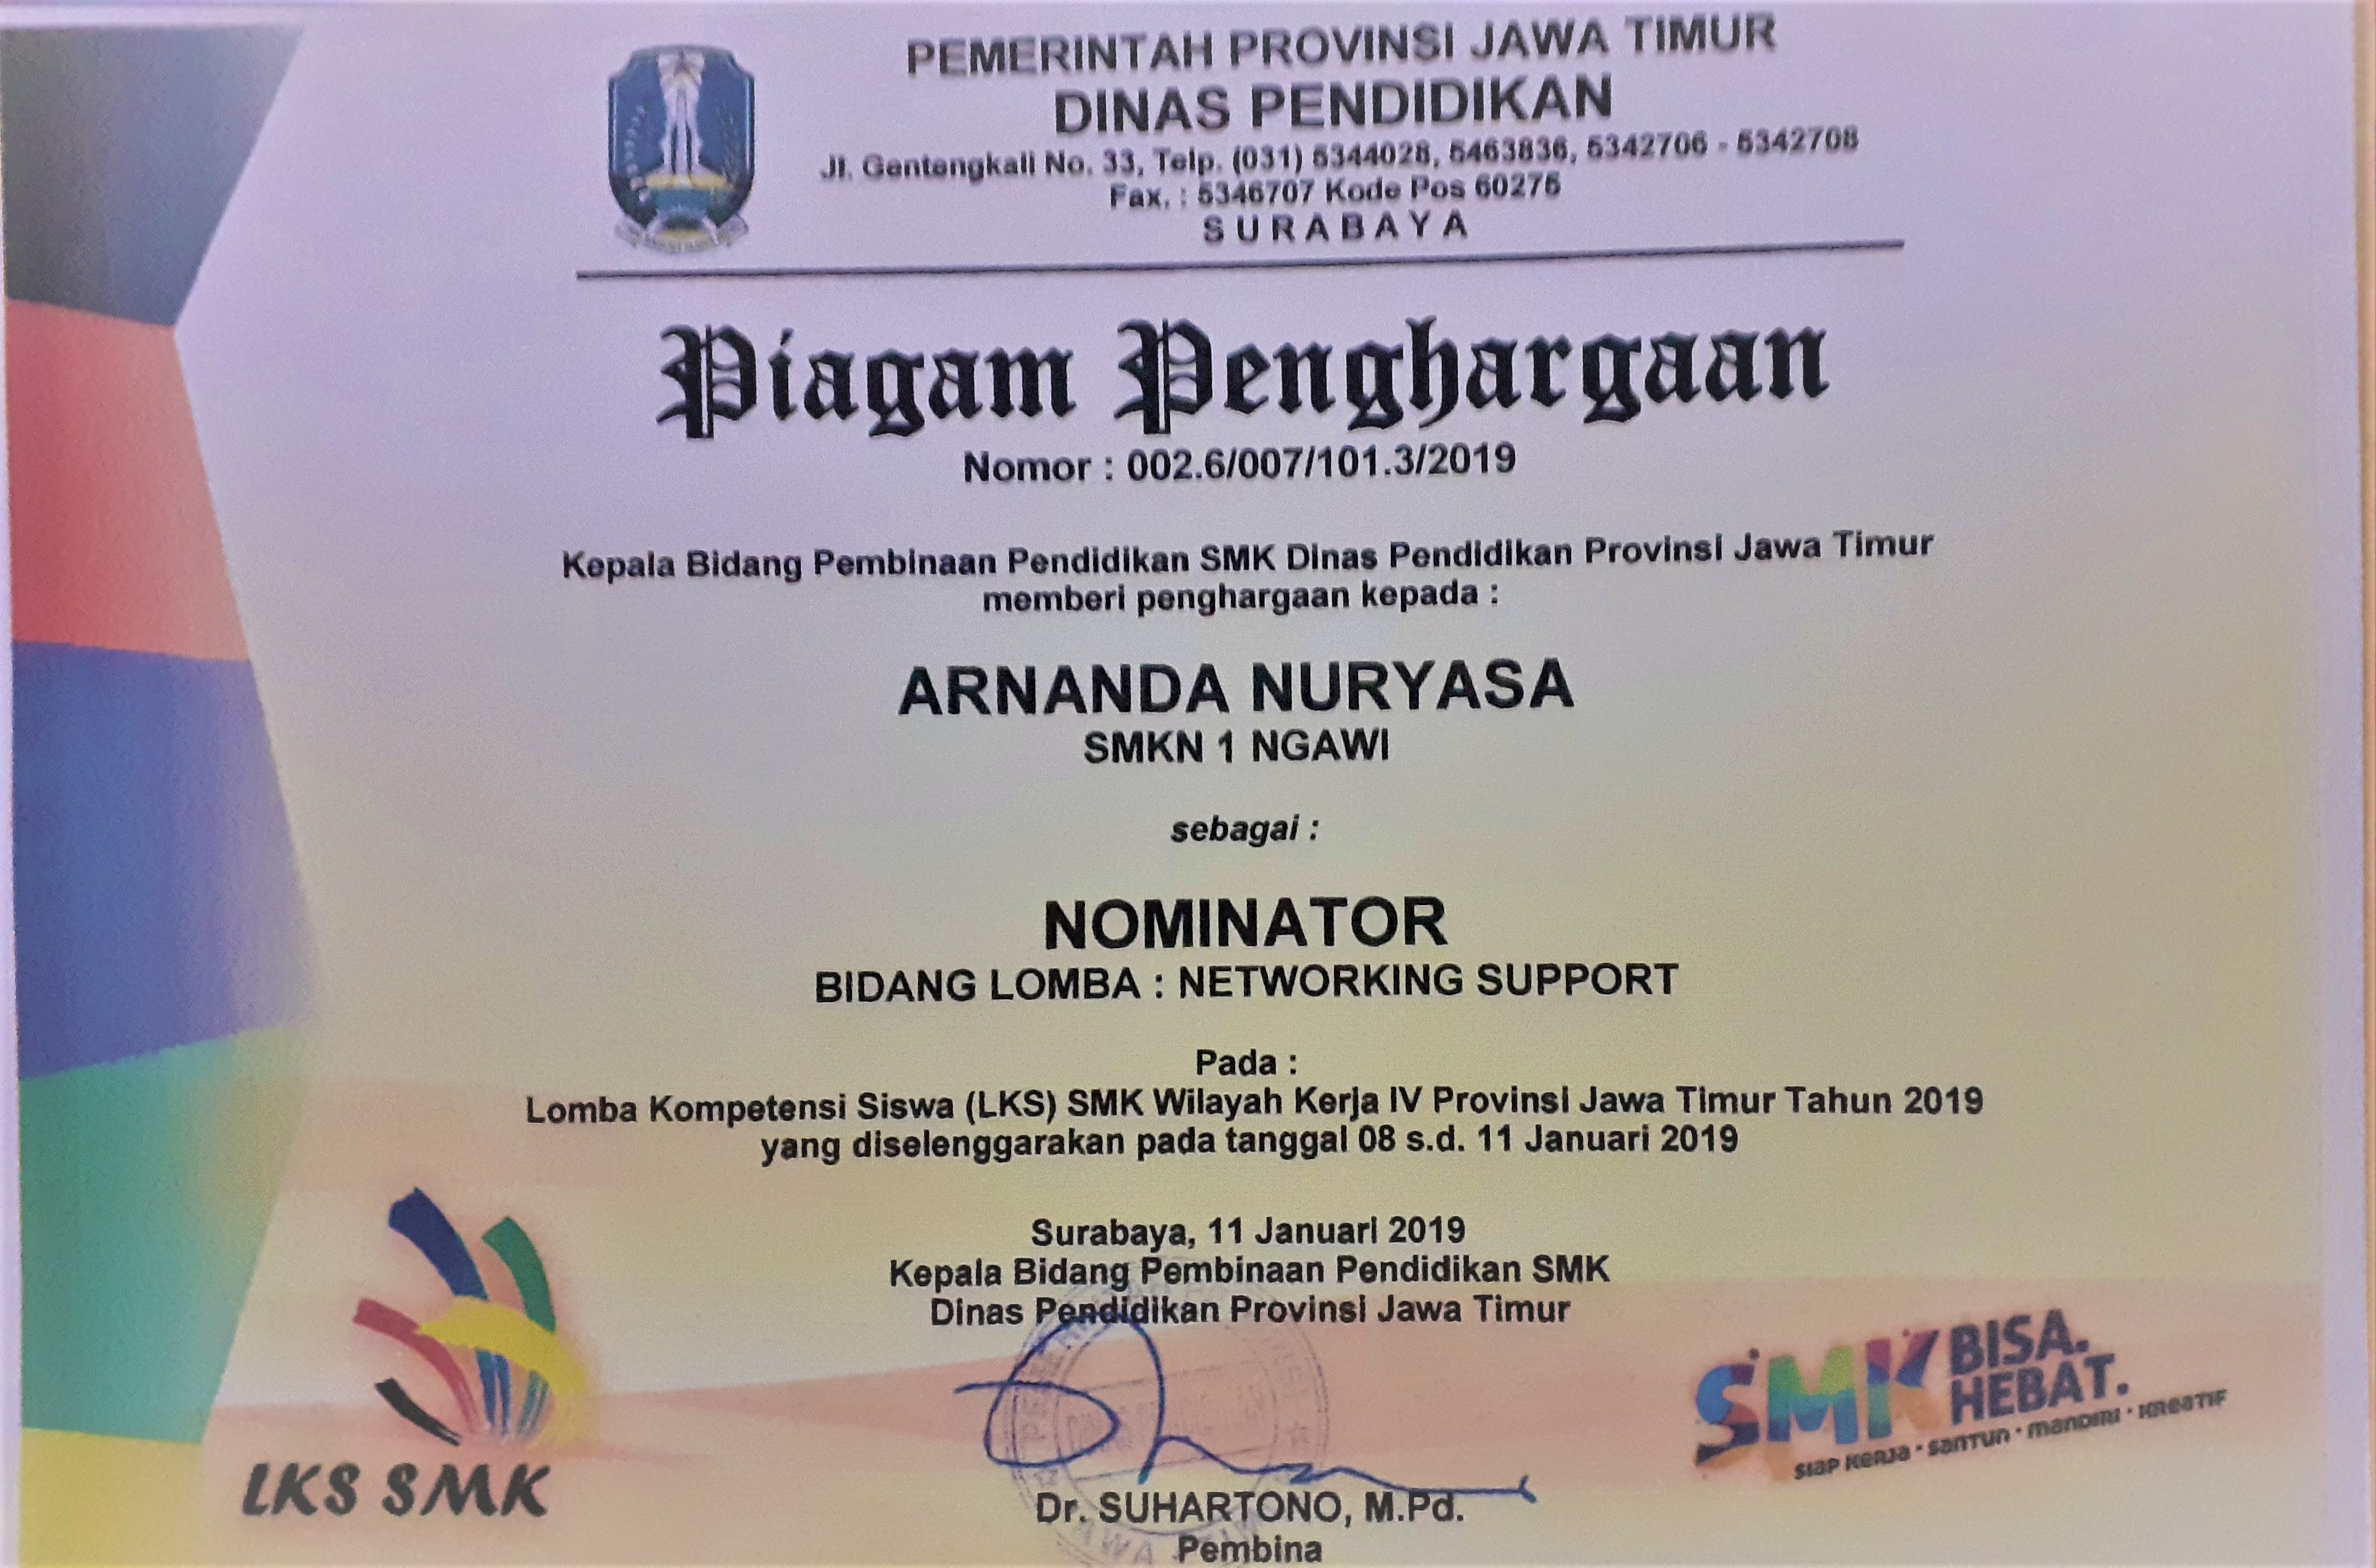 PEMERINTAH PROVINSI JAWA TIMUR
DINAS PENDIDIKAN
Jl. Gentengkali No. 33, Telp. (031) 5344028, 5463836, 5342706 - 5342708
Fax. : 5346707 Kode Pos 60275
SURABAYA
Piagam Penghargaan
Nomor : 002.6/007/101.3/2019
Kepala Bidang Pembinaan Pendidikan SMK Dinas Pendidikan Provinsi Jawa Timur
memberi penghargaan kepada :
ARNANDA NURYASA
SMKN 1 NGAWI
sebagai :
NOMINATOR
BIDANG LOMBA : NETWORKING SUPPORT
Pada :
Lomba Kompetensi Siswa (LKS) SMK Wilayah Kerja IV Provinsi Jawa Timur Tahun 2019
yang diselenggarakan pada tanggal 08 s.d. 11 Januari 2019
Surabaya, 11 Januari 2019
Kepala Bidang Pembinaan Pendidikan SMK
Dinas Pendidikan Provinsi Jawa Timur
Dr. SUHARTONO, M.Pd.
Pembina
LKS SMK
SMK BISA.
HEBAT.
SIAP KERJA · SANTUN · MANDIRI · KREATIF